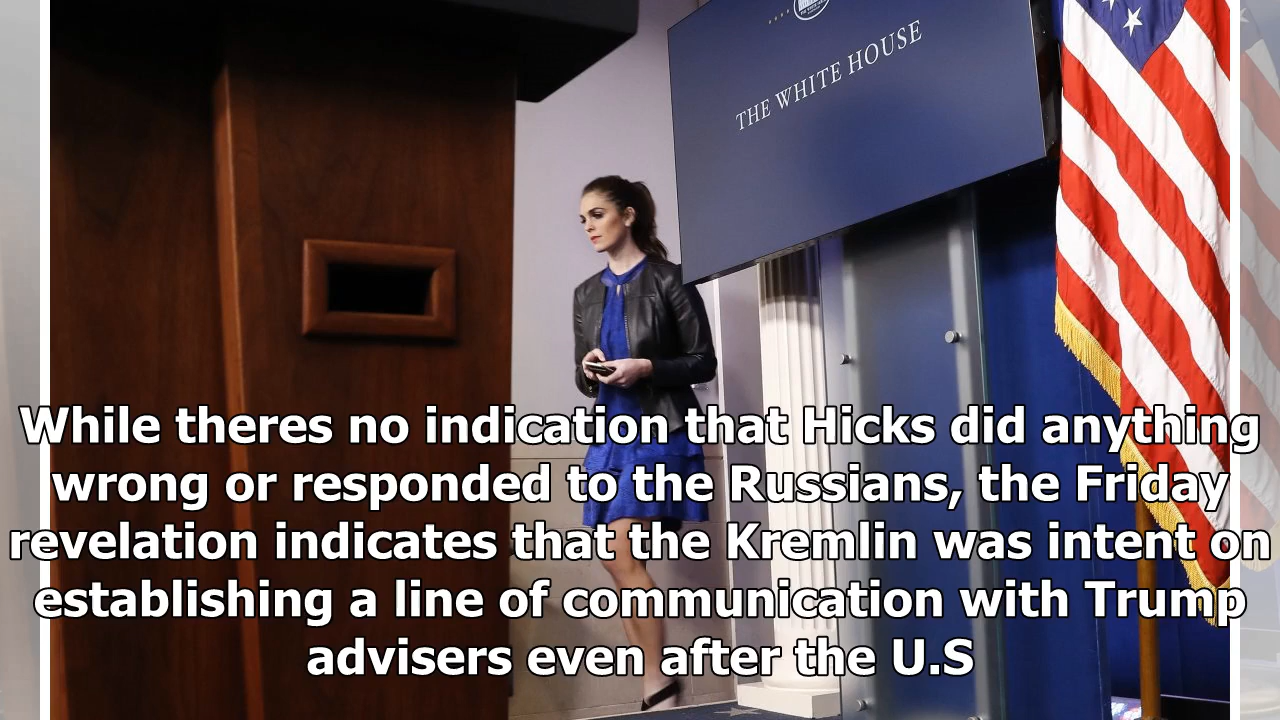 THE WHITE HOUSE
While theres no indication that Hicks did anything
wrong or responded to the Russians, the Friday
revelation indicates that the Kremlin was intent on
establishing a line of communication with Trump
advisers even after the U.S